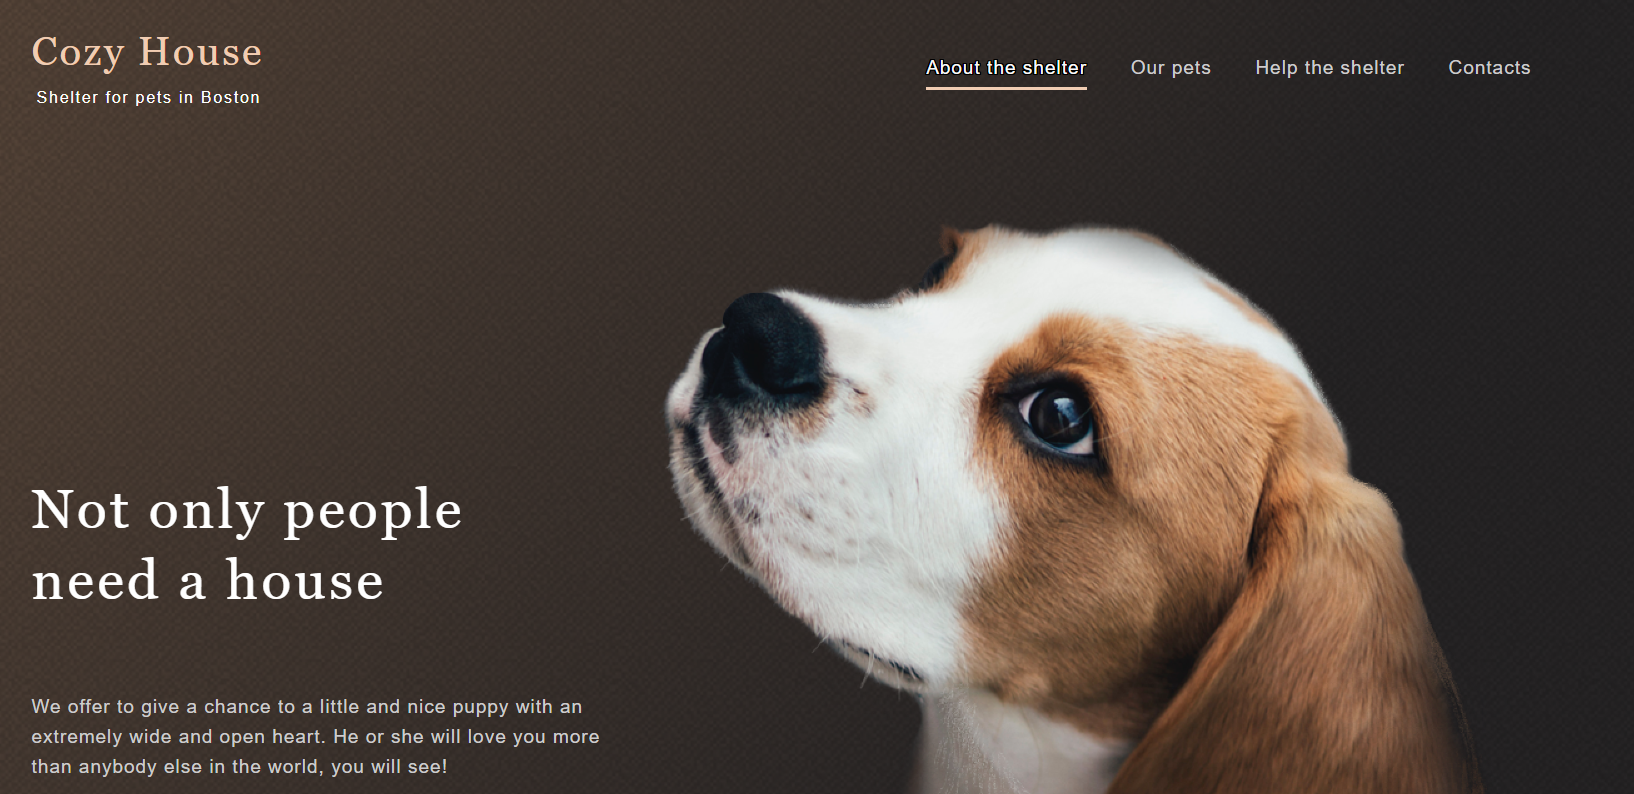 Cozy House
Shelter for pets in Boston
About the shelter
Our pets
Help the shelter
Contacts
Not only people
need a house
We offer to give a chance to a little and nice puppy with an
extremely wide and open heart. He or she will love you more
than anybody else in the world, you will see!